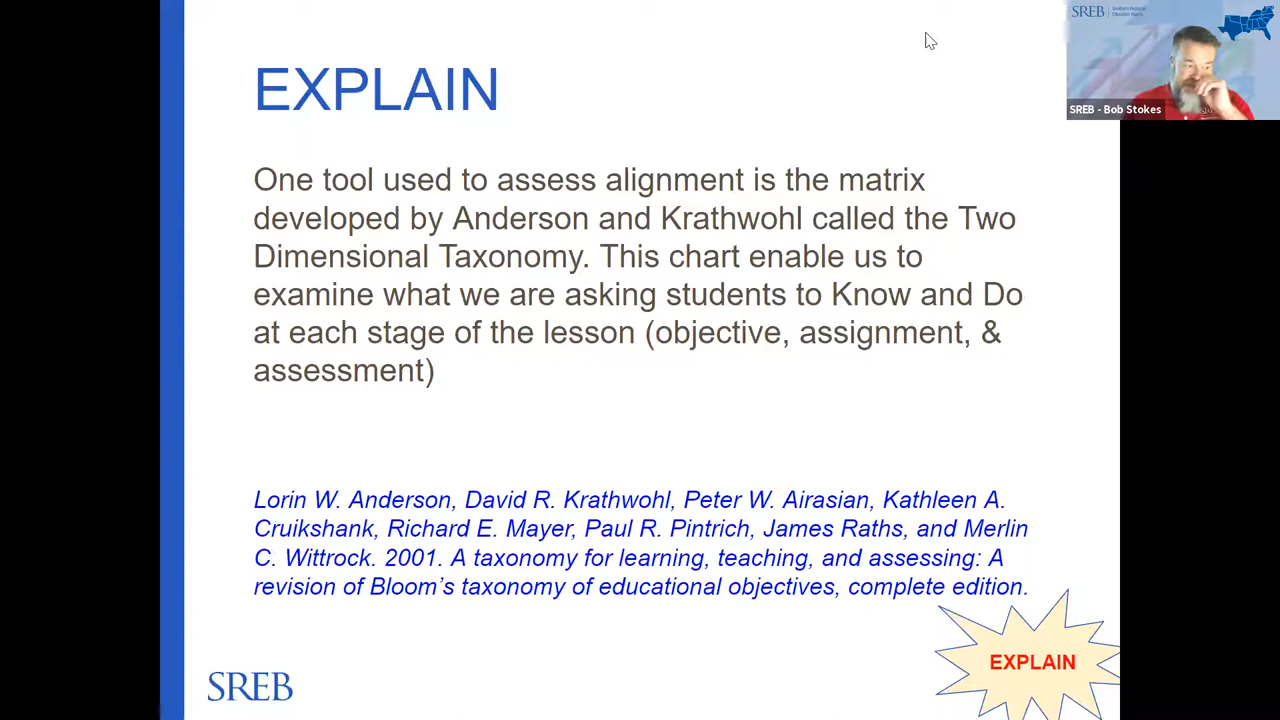 EXPLAIN
One tool used to assess alignment is the matrix
developed by Anderson and Krathwohl called the Two
Dimensional Taxonomy. This chart enable us to
examine what we are asking students to Know and Do
at each stage of the lesson (objective, assignment, &
assessment)
Lorin W. Anderson, David R. Krathwohl, Peter W. Airasian, Kathleen A.
Cruikshank, Richard E. Mayer, Paul R. Pintrich, James Raths, and Merlin
C. Wittrock. 2001. A taxonomy for learning, teaching, and assessing: A
revision of Bloom's taxonomy of educational objectives, complete edition.
EXPLAIN
SREB
SREB
Southern Regional
Education Board
SREB - Bob Stokes